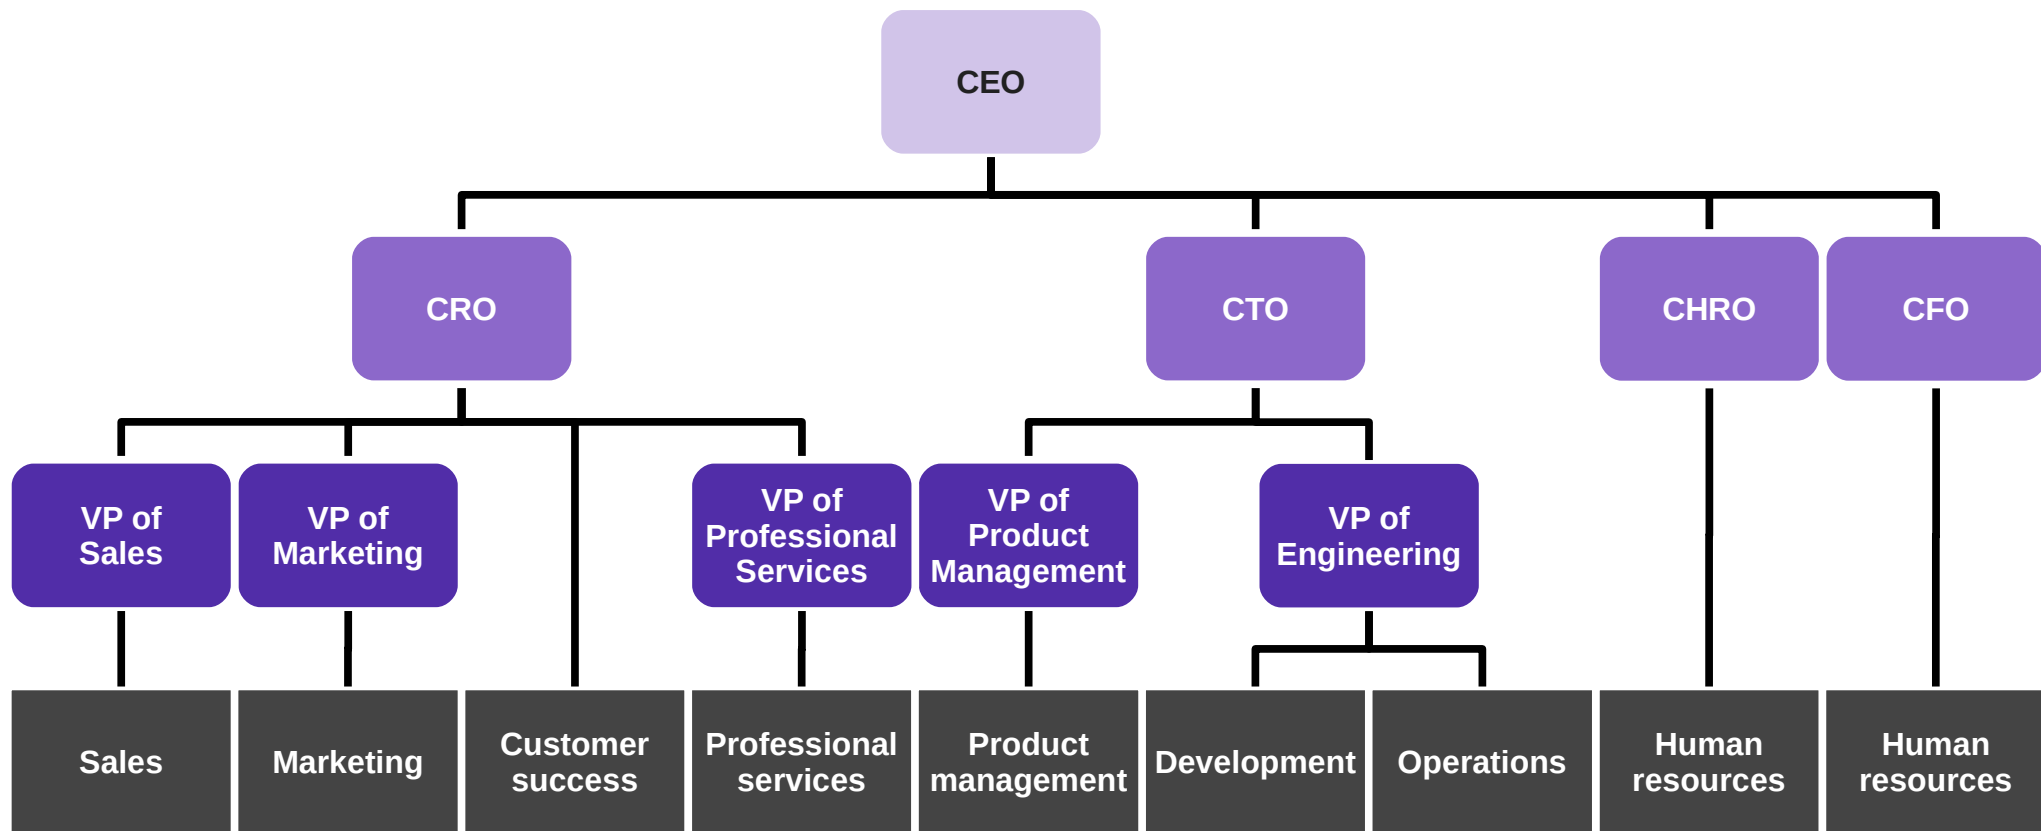 CEO
CRO
CTO
CHRO
CFO
VP of
Sales
VP of
Marketing
VP of
Professional
Services
VP of
Product
Management
VP of
Engineering
Sales
Marketing
Customer
success
Professional
services
Product
management
Development
Operations
Human
resources
Human
resources